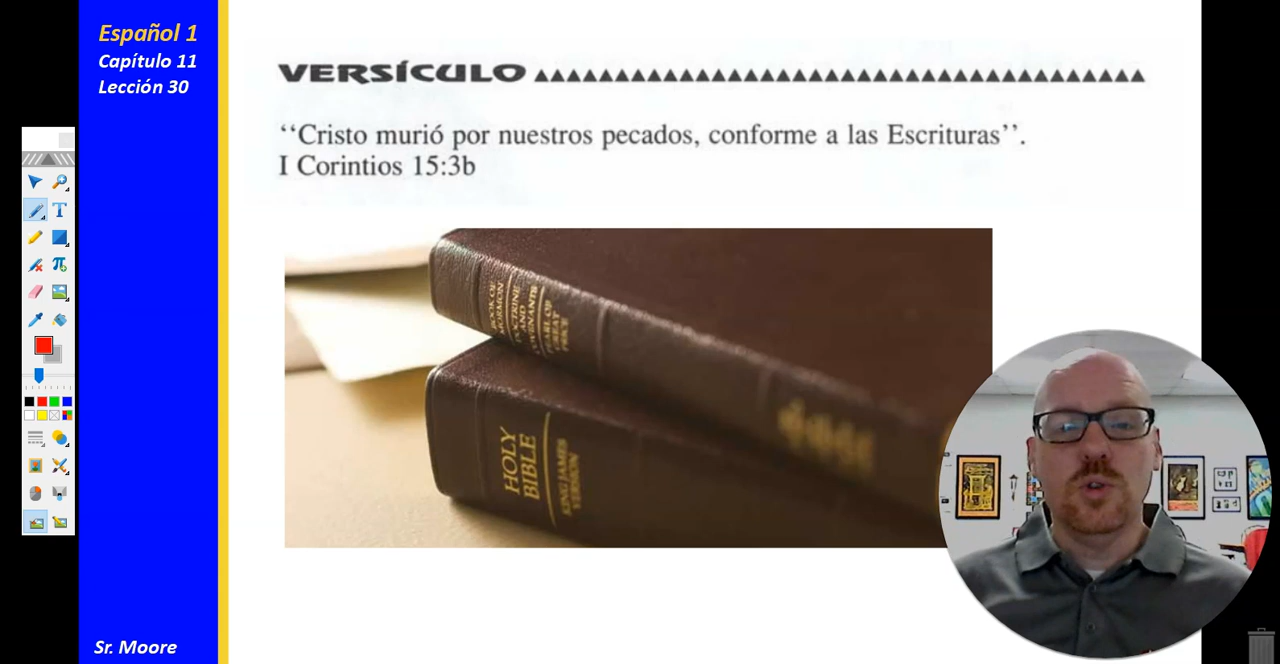 Español 1
Capítulo 11
Lección 30
VERSÍCULO
‘‘Cristo murió por nuestros pecados, conforme a las Escrituras’’.
I Corintios 15:3b
BOOK OF
MORMON
DOCTRINE
AND
COVENANTS
PEARL OF
GREAT
PRICE
HOLY
BIBLE
KING JAMES
VERSION
Sr. Moore